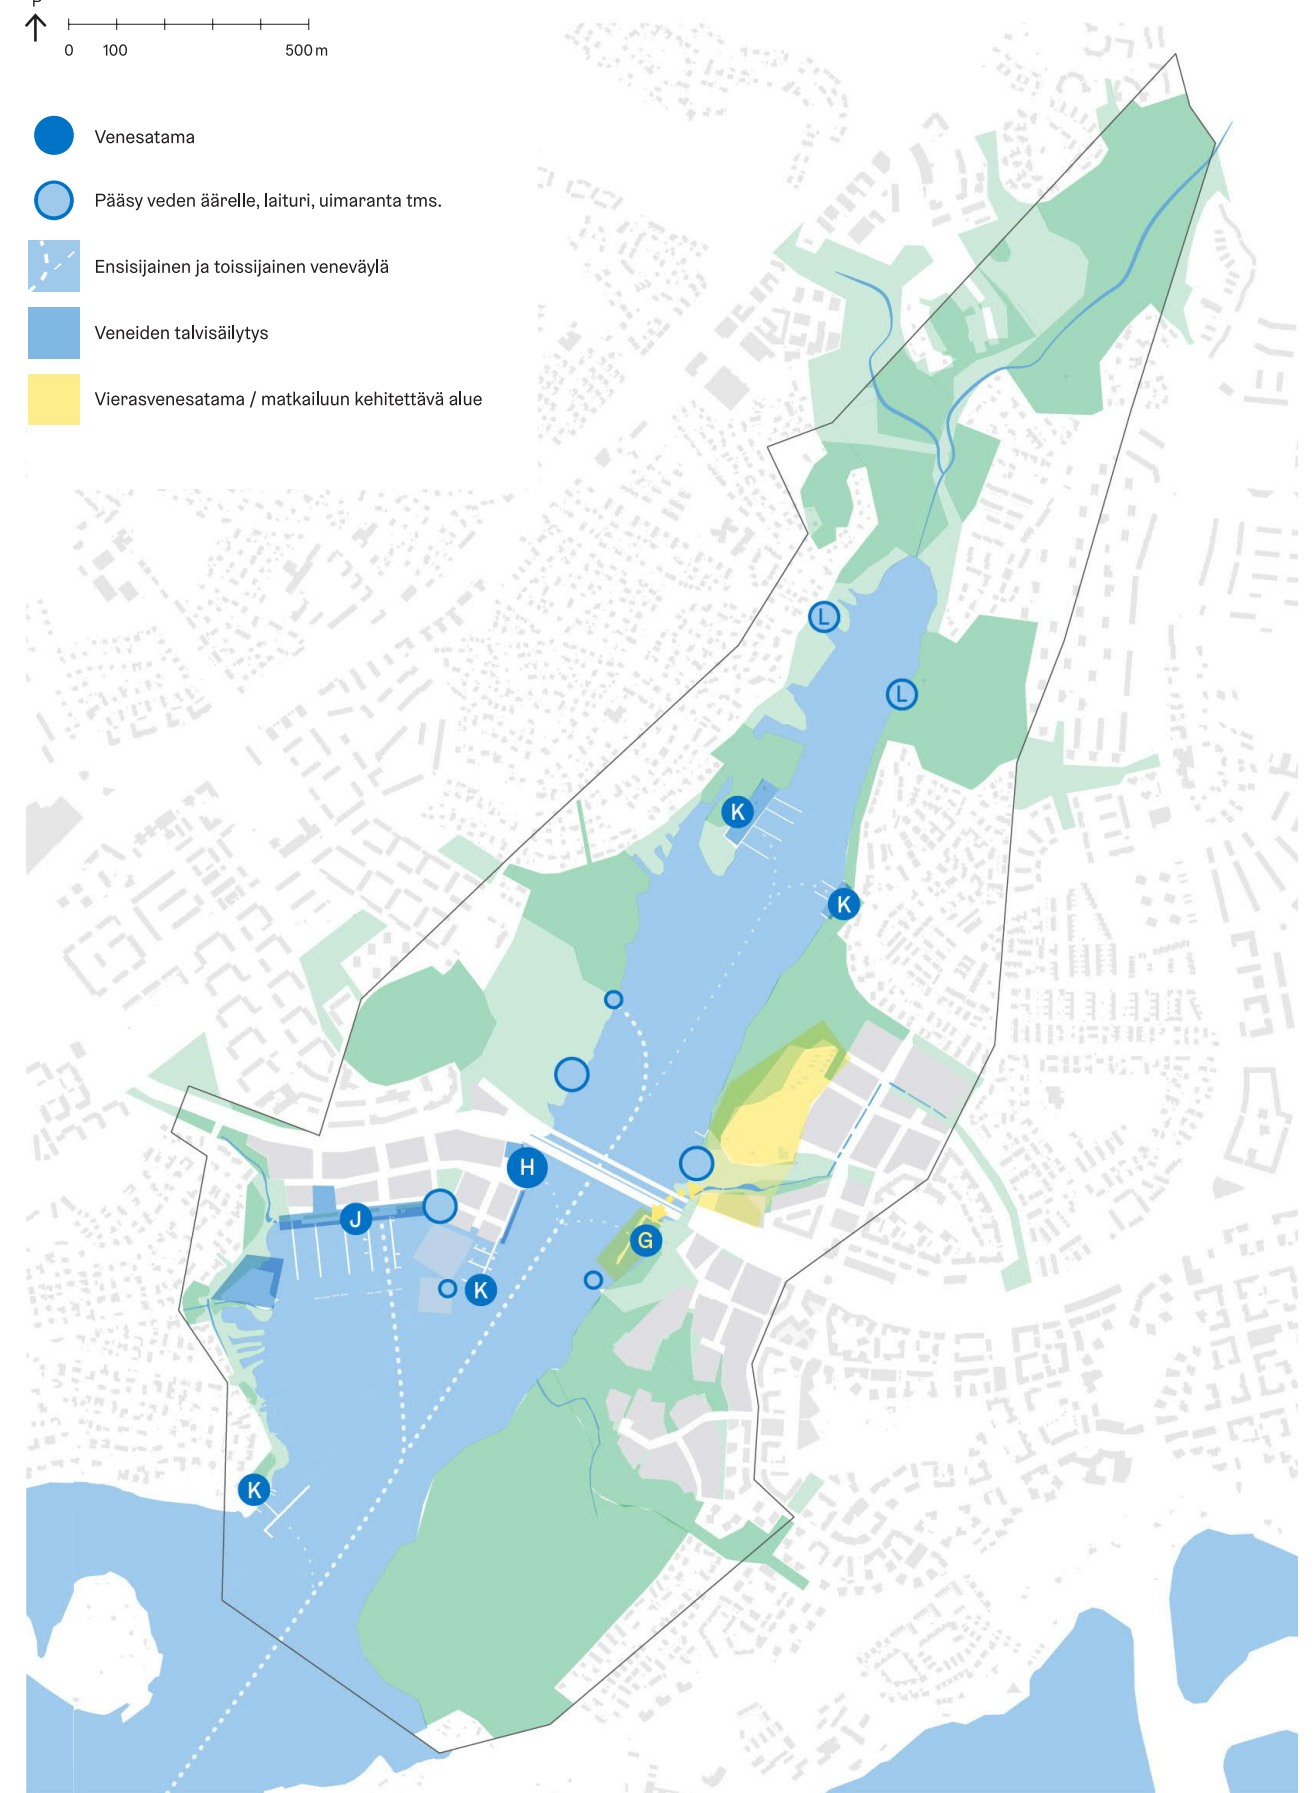 P
0 100 500 m
Venesatama
Pääsy veden äärelle, laituri, uimaranta tms.
Ensisijainen ja toissijainen veneväylä
Veneiden talvisäilytys
Vierasvenesatama / matkailuun kehitettävä alue
L
L
K
K
H
J
G
K
K